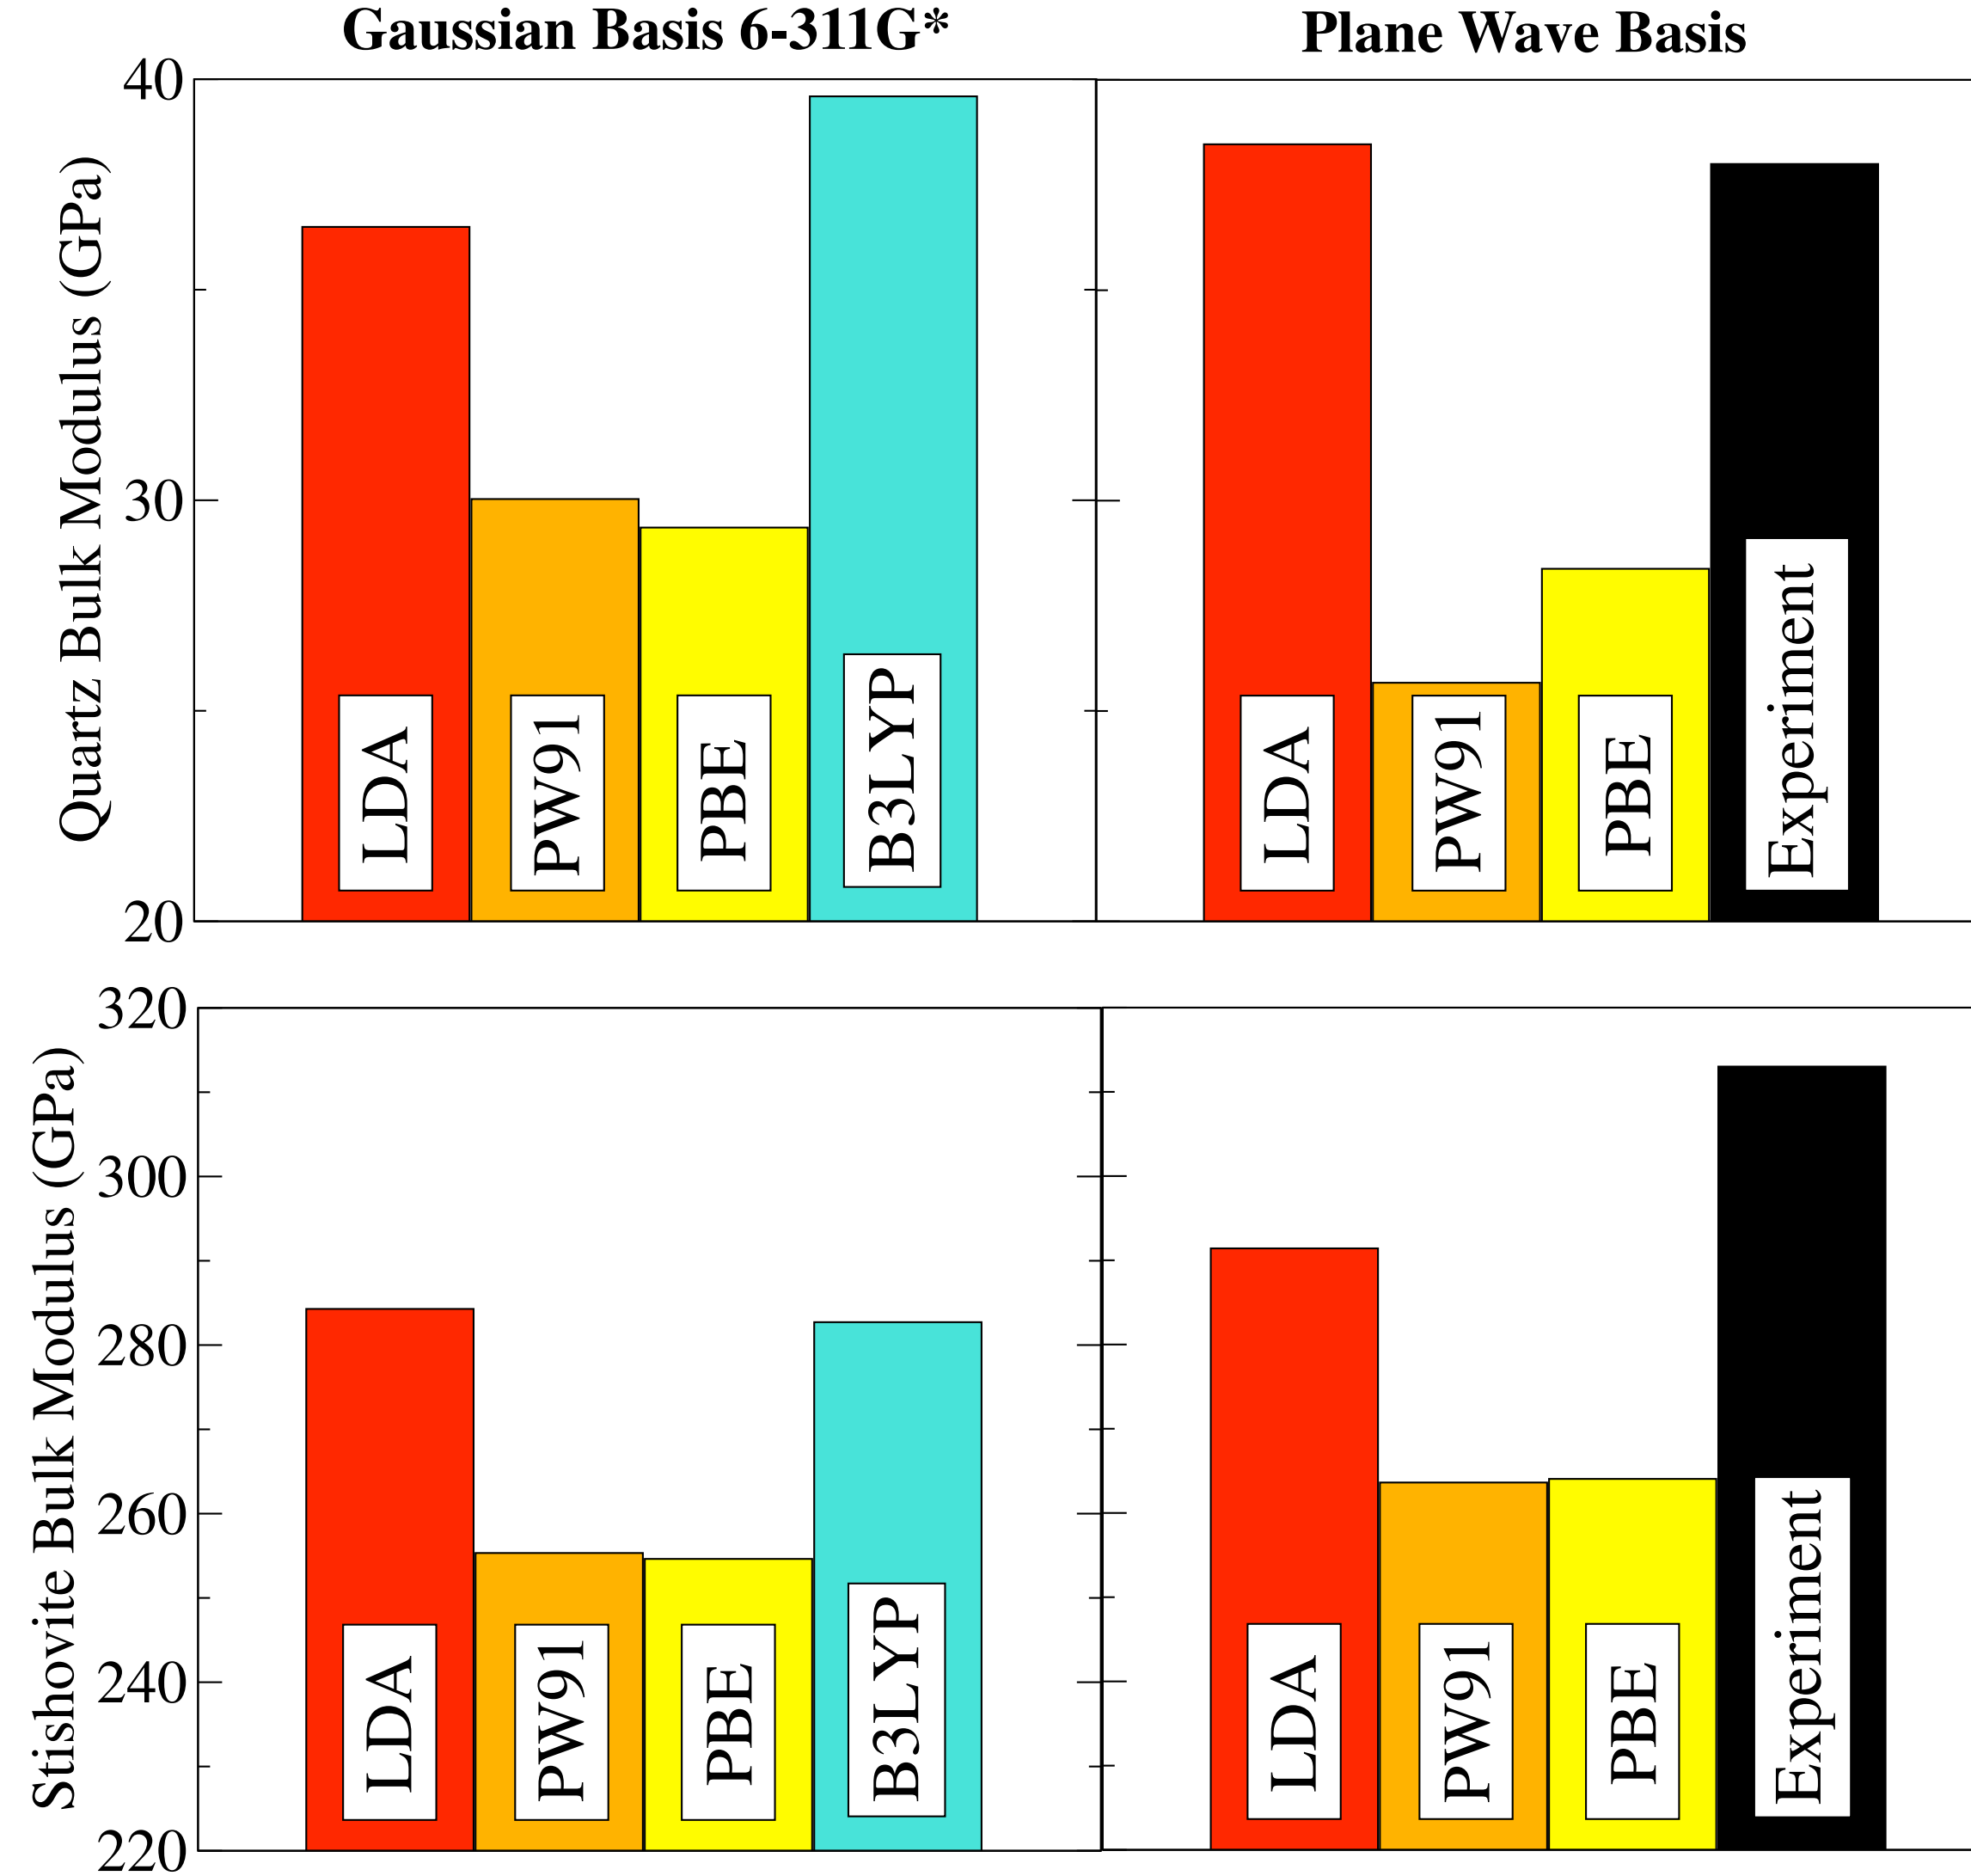 Gaussian Basis 6-311G*
Plane Wave Basis
Quartz Bulk Modulus (GPa)
40
30
20
LDA
PW91
PBE
B3LYP
LDA
PW91
PBE
Experiment
Stishovite Bulk Modulus (GPa)
320
300
280
260
240
220
LDA
PW91
PBE
B3LYP
LDA
PW91
PBE
Experiment